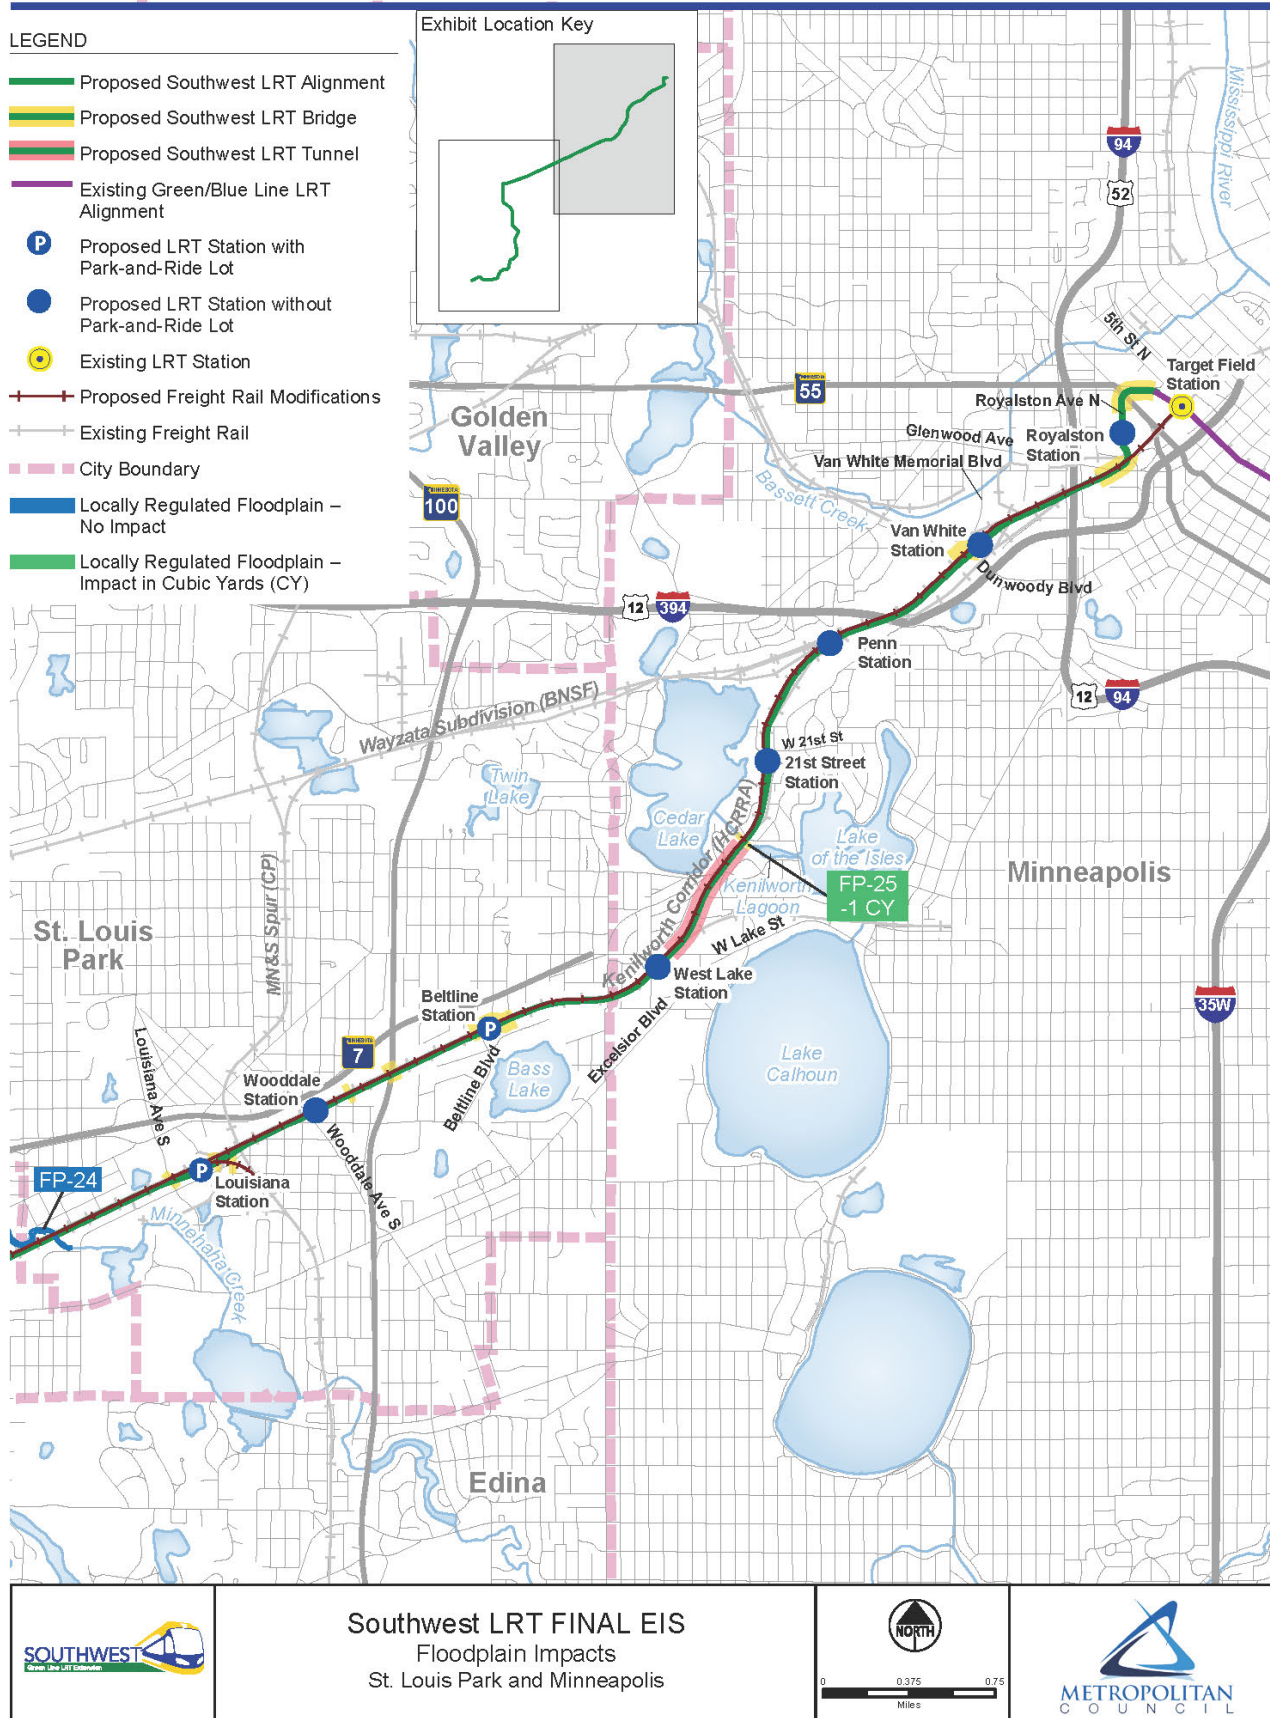 LEGEND
Proposed Southwest LRT Alignment
Proposed Southwest LRT Bridge
Proposed Southwest LRT Tunnel
Existing Green/Blue Line LRT
Alignment
P
Proposed LRT Station with
Park-and-Ride Lot
Proposed LRT Station without
Park-and-Ride Lot
Existing LRT Station
Proposed Freight Rail Modifications
Existing Freight Rail
City Boundary
Locally Regulated Floodplain –
No Impact
Locally Regulated Floodplain –
Impact in Cubic Yards (CY)
Exhibit Location Key
Mississippi River
94
52
5th St N
Target Field
Station
MINNESOTA
55
Royalston Ave N
Golden
Valley
Glenwood Ave
Royalston
Station
Van White Memorial Blvd
Bassett Creek
MINNESOTA
100
Van White
Station
Dunwoody Blvd
12
394
Penn
Station
12
94
Wayzata Subdivision (BNSF)
W 21st St
21st Street
Station
Twin
Lake
Cedar
Lake
Lake
of the Isles
Kenilworth Corridor (HCRRA)
Minneapolis
FP-25
-1 CY
Kenilworth
Lagoon
MN&S Spur (CP)
St. Louis
Park
W Lake St
West Lake
Station
Beltline
Station
P
35W
Excelsior Blvd
MINNESOTA
7
Louisiana Ave S
Lake
Calhoun
Bass
Lake
Beltline Blvd
Wooddale
Station
Wooddale Ave S
FP-24
P
Louisiana
Station
Minnehaha Creek
Edina
SOUTHWEST
Green Line LRT Extension
Southwest LRT FINAL EIS
Floodplain Impacts
St. Louis Park and Minneapolis
NORTH
0 0.375 0.75
Miles
METROPOLITAN
COUNCIL